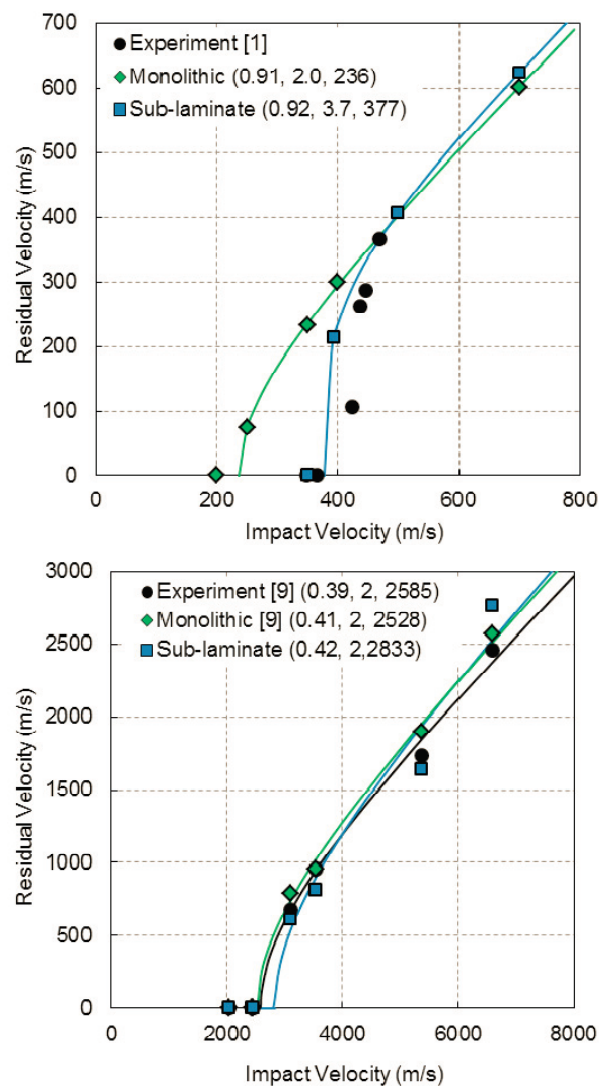 700
600
500
400
300
200
100
0
Experiment [1]
Monolithic (0.91, 2.0, 236)
Sub-laminate (0.92, 3.7, 377)
Residual Velocity (m/s)
0 200 400 600 800
Impact Velocity (m/s)
3000
2500
2000
1500
1000
500
0
Experiment [9] (0.39, 2, 2585)
Monolithic [9] (0.41, 2, 2528)
Sub-laminate (0.42, 2,2833)
Residual Velocity (m/s)
0 2000 4000 6000 8000
Impact Velocity (m/s)